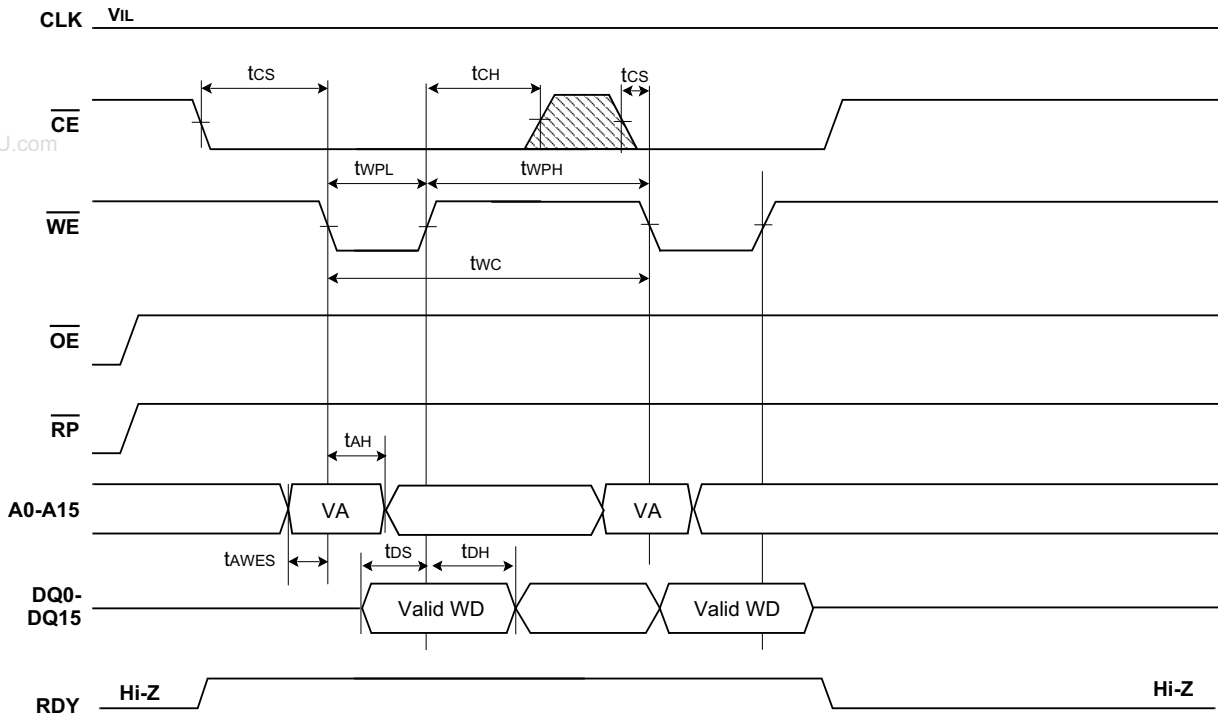 CLK VIL
tCS tCH tCS
CE
U.com
tWPL tWPH
WE
tWC
OE
RP
tAH
A0-A15 VA VA
tAWES tDS tDH
DQ0-
DQ15
Valid WD Valid WD
RDY Hi-Z Hi-Z